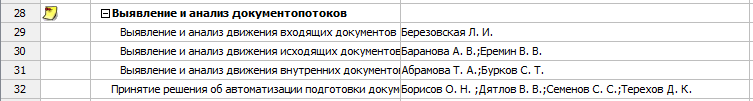 28 Выявление и анализ документопотоков
29 Выявление и анализ движения входящих документов Березовская Л. И.
30 Выявление и анализ движения исходящих документов Баранова А. В.;Еремин В. В.
31 Выявление и анализ движения внутренних документо Абрамова Т. А.;Бурков С. Т.
32 Принятие решения об автоматизации подготовки докум Борисов О. Н. ;Дятлов В. В.;Семенов С. С.;Терехов Д. К.